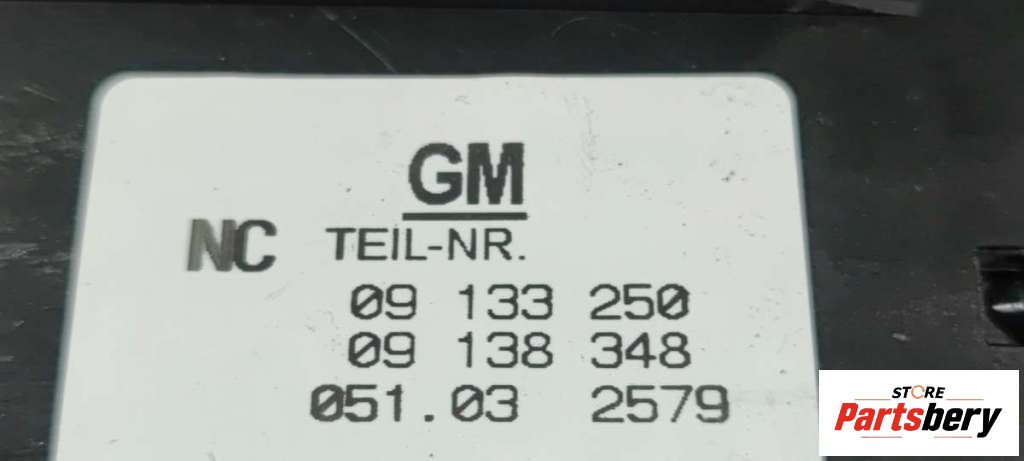 GM
NC TEIL-NR.
09 133 250
09 138 348
051.03 2579
STORE
Partsbery